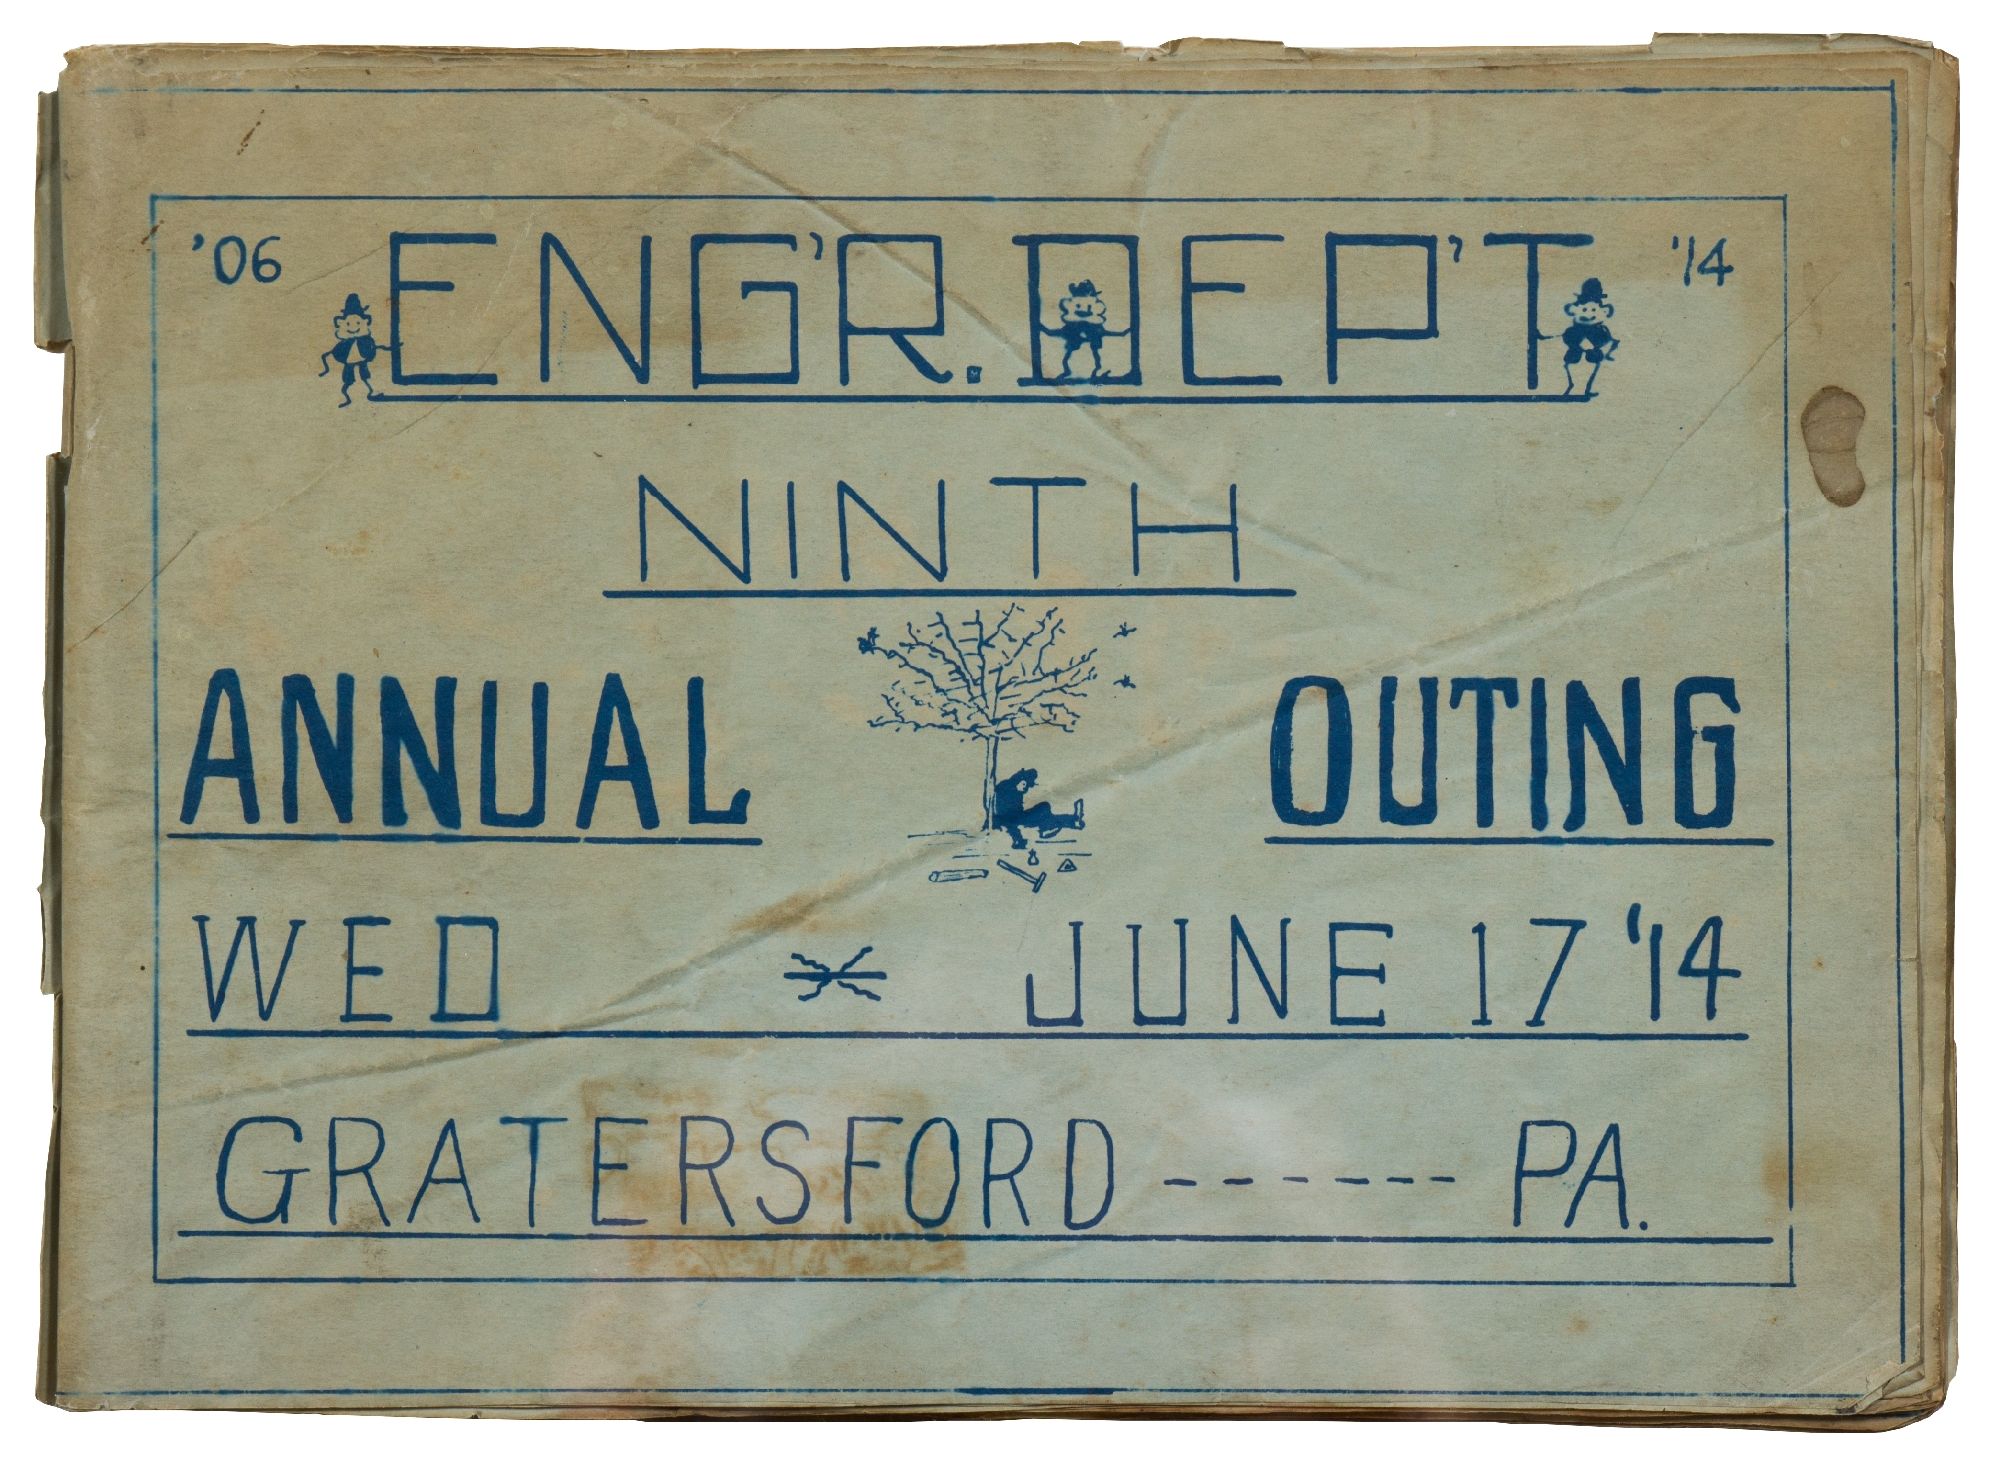 '06 ENG'R. DEP'T '14
NINTH
ANNUAL OUTING
WED JUNE 17 '14
GRATERSFORD ------ PA.